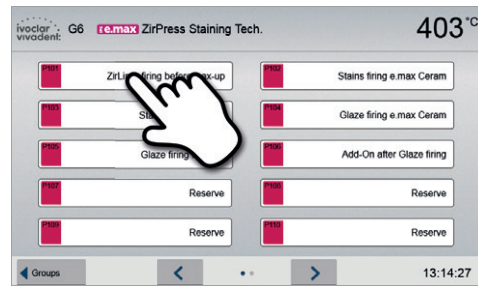 ivoclar vivadent: G6 e.max ZirPress Staining Tech. 403 °C
P101 firing before P102 Stains firing e.max Ceram
P103 P104 Glaze firing e.max Ceram
P105 Glaze firing P106 Add-On after Glaze firing
P107 Reserve P108 Reserve
P109 Reserve P110 Reserve
Groups 13:14:27